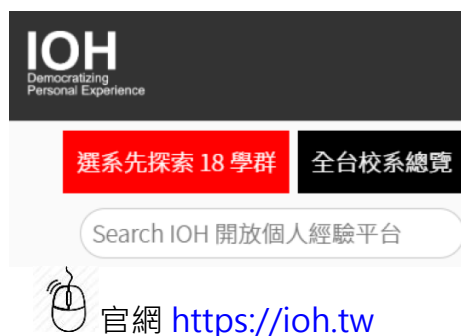 IOH
Democratizing
Personal Experience
選系先探索 18 學群
全台校系總覽
Search IOH 開放個人經驗平台
官網 https://ioh.tw